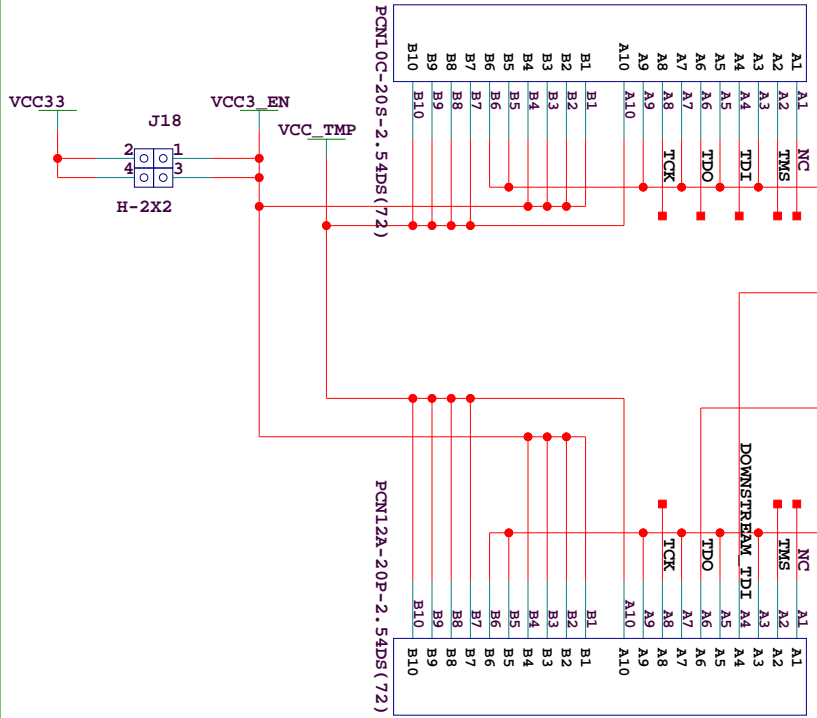 PCN10C-20S-2.54DS(72)
B10 B9 B8 B7 B6 B5 B4 B3 B2 B1 A10 A9 A8 A7 A6 A5 A4 A3 A2 A1
B10 B9 B8 B7 B6 B5 B4 B3 B2 B1 A10 A9 A8 A7 A6 A5 A4 A3 A2 A1
VCC33
VCC3_EN
J18
VCC_TMP
2 1
4 3
H-2X2
TCK TDO TDI TMS NC
DOWNSTREAM_TDI
PCN12A-20P-2.54DS(72)
TCK TDO TMS NC
B10 B9 B8 B7 B6 B5 B4 B3 B2 B1 A10 A9 A8 A7 A6 A5 A4 A3 A2 A1
B10 B9 B8 B7 B6 B5 B4 B3 B2 B1 A10 A9 A8 A7 A6 A5 A4 A3 A2 A1